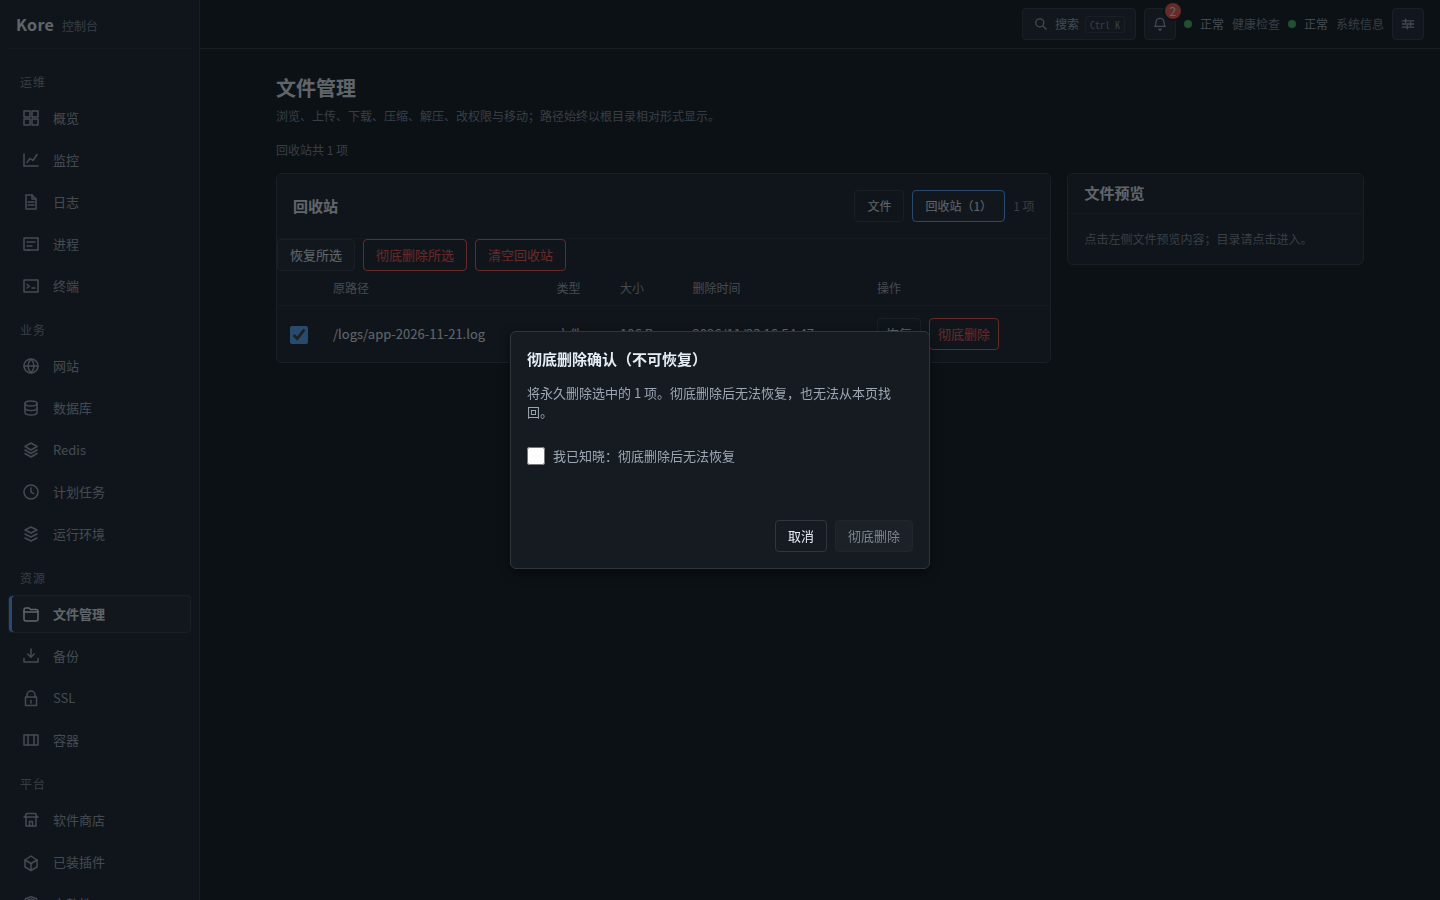 Kore 控制台
搜索 Ctrl K
2
正常 健康检查
正常 系统信息
运维
概览
监控
日志
进程
终端
业务
网站
数据库
Redis
计划任务
运行环境
资源
文件管理
备份
SSL
容器
平台
软件商店
已装插件
文件管理
浏览、上传、下载、压缩、解压、改权限与移动；路径始终以根目录相对形式显示。
回收站共 1 项
回收站
文件
回收站（1）
1 项
恢复所选
彻底删除所选
清空回收站
原路径 类型 大小 删除时间 操作
/logs/app-2026-11-21.log
彻底删除
文件预览
点击左侧文件预览内容；目录请点击进入。
彻底删除确认（不可恢复）
将永久删除选中的 1 项。彻底删除后无法恢复，也无法从本页找
回。
我已知晓：彻底删除后无法恢复
取消
彻底删除